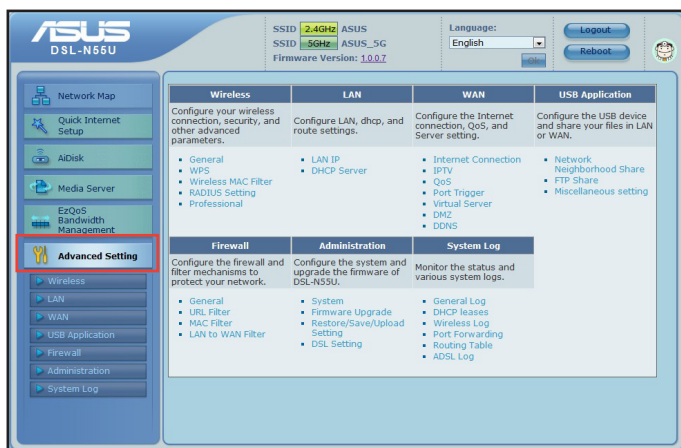 ASUS
DSL-N55U
SSID 2.4GHz ASUS
SSID 5GHz ASUS_5G
Firmware Version: 1.0.0.7
Language:
English
Ok
Logout
Reboot
Network Map
Quick Internet
Setup
AiDisk
Media Server
EzQoS
Bandwidth
Management
Advanced Setting
Wireless
LAN
WAN
USB Application
Firewall
Administration
System Log
Wireless
Configure your wireless
connection, security, and
other advanced
parameters.
General
WPS
Wireless MAC Filter
RADIUS Setting
Professional
LAN
Configure LAN, dhcp, and
route settings.
LAN IP
DHCP Server
WAN
Configure the Internet
connection, QoS, and
Server setting.
Internet Connection
IPTV
QoS
Port Trigger
Virtual Server
DMZ
DDNS
USB Application
Configure the USB device
and share your files in LAN
or WAN.
Network
Neighborhood Share
FTP Share
Miscellaneous setting
Firewall
Configure the firewall and
filter mechanisms to
protect your network.
General
URL Filter
MAC Filter
LAN to WAN Filter
Administration
Configure the system and
upgrade the firmware of
DSL-N55U.
System
Firmware Upgrade
Restore/Save/Upload
Setting
DSL Setting
System Log
Monitor the status and
various system logs.
General Log
DHCP leases
Wireless Log
Port Forwarding
Routing Table
ADSL Log